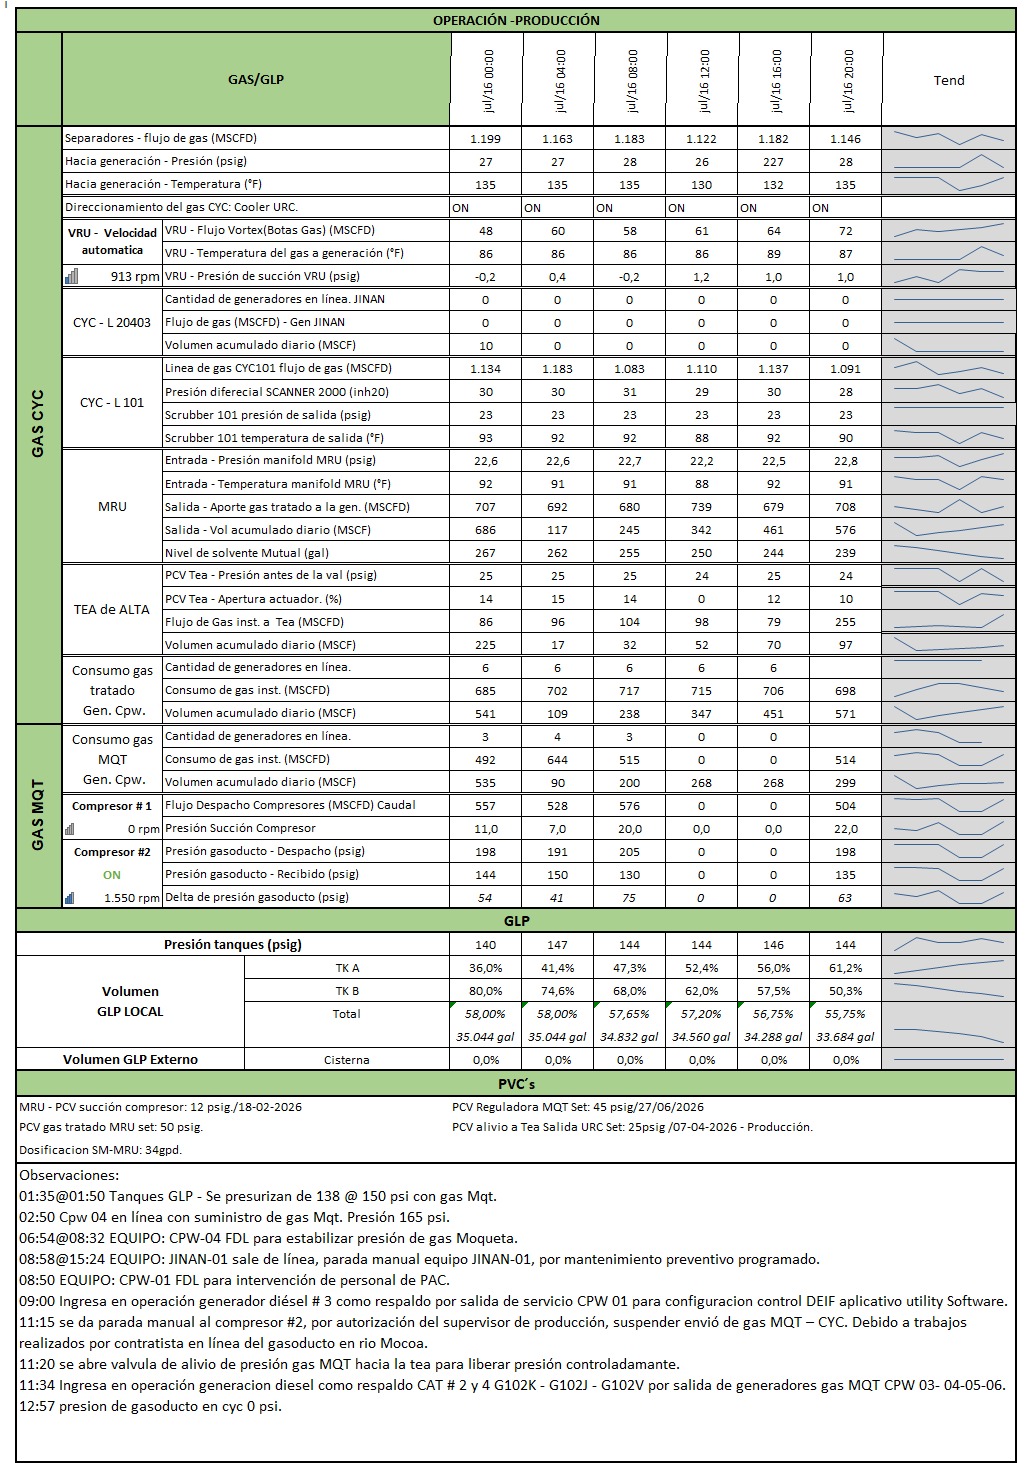 OPERACIÓN -PRODUCCIÓN
GAS/GLP jul/16 00:00 jul/16 04:00 jul/16 08:00 jul/16 12:00 jul/16 16:00 jul/16 20:00 Tend
GAS CYC
Separadores - flujo de gas (MSCFD) 1.199 1.163 1.183 1.122 1.182 1.146
Hacia generación - Presión (psig) 27 27 28 26 227 28
Hacia generación - Temperatura (°F) 135 135 135 130 132 135
Direccionamiento del gas CYC: Cooler URC. ON ON ON ON ON ON
VRU - Velocidad automatica
VRU - Flujo Vortex(Botas Gas) (MSCFD) 48 60 58 61 64 72
VRU - Temperatura del gas a generación (°F) 86 86 86 86 89 87
913 rpm VRU - Presión de succión VRU (psig) -0,2 0,4 -0,2 1,2 1,0 1,0
CYC - L 20403
Cantidad de generadores en línea. JINAN 0 0 0 0 0 0
Flujo de gas (MSCFD) - Gen JINAN 0 0 0 0 0 0
Volumen acumulado diario (MSCF) 10 0 0 0 0 0
CYC - L 101
Linea de gas CYC101 flujo de gas (MSCFD) 1.134 1.183 1.083 1.110 1.137 1.091
Presión diferecial SCANNER 2000 (inh20) 30 30 31 29 30 28
Scrubber 101 presión de salida (psig) 23 23 23 23 23 23
Scrubber 101 temperatura de salida (°F) 93 92 92 88 92 90
MRU
Entrada - Presión manifold MRU (psig) 22,6 22,6 22,7 22,2 22,5 22,8
Entrada - Temperatura manifold MRU (°F) 92 91 91 88 92 91
Salida - Aporte gas tratado a la gen. (MSCFD) 707 692 680 739 679 708
Salida - Vol acumulado diario (MSCF) 686 117 245 342 461 576
Nivel de solvente Mutual (gal) 267 262 255 250 244 239
TEA de ALTA
PCV Tea - Presión antes de la val (psig) 25 25 25 24 25 24
PCV Tea - Apertura actuador. (%) 14 15 14 0 12 10
Flujo de Gas inst. a Tea (MSCFD) 86 96 104 98 79 255
Volumen acumulado diario (MSCF) 225 17 32 52 70 97
Consumo gas tratado Gen. Cpw.
Cantidad de generadores en línea. 6 6 6 6 6
Consumo de gas inst. (MSCFD) 685 702 717 715 706 698
Volumen acumulado diario (MSCF) 541 109 238 347 451 571
GAS MQT
Consumo gas MQT Gen. Cpw.
Cantidad de generadores en línea. 3 4 3 0 0
Consumo de gas inst. (MSCFD) 492 644 515 0 0 514
Volumen acumulado diario (MSCF) 535 90 200 268 268 299
Compresor # 1 Flujo Despacho Compresores (MSCFD) Caudal 557 528 576 0 0 504
0 rpm Presión Succión Compresor 11,0 7,0 20,0 0,0 0,0 22,0
Compresor #2 Presión gasoducto - Despacho (psig) 198 191 205 0 0 198
ON Presión gasoducto - Recibido (psig) 144 150 130 0 0 135
1.550 rpm Delta de presión gasoducto (psig) 54 41 75 0 0 63
GLP
Presión tanques (psig) 140 147 144 144 146 144
Volumen GLP LOCAL
TK A 36,0% 41,4% 47,3% 52,4% 56,0% 61,2%
TK B 80,0% 74,6% 68,0% 62,0% 57,5% 50,3%
Total 58,00% 58,00% 57,65% 57,20% 56,75% 55,75%
35.044 gal 35.044 gal 34.832 gal 34.560 gal 34.288 gal 33.684 gal
Volumen GLP Externo Cisterna 0,0% 0,0% 0,0% 0,0% 0,0% 0,0%
PVC´s
MRU - PCV succión compresor: 12 psig./18-02-2026 PCV Reguladora MQT Set: 45 psig/27/06/2026
PCV gas tratado MRU set: 50 psig. PCV alivio a Tea Salida URC Set: 25psig /07-04-2026 - Producción.
Dosificacion SM-MRU: 34gpd.
Observaciones:
01:35@01:50 Tanques GLP - Se presurizan de 138 @ 150 psi con gas Mqt.
02:50 Cpw 04 en línea con suministro de gas Mqt. Presión 165 psi.
06:54@08:32 EQUIPO: CPW-04 FDL para estabilizar presión de gas Moqueta.
08:58@15:24 EQUIPO: JINAN-01 sale de línea, parada manual equipo JINAN-01, por mantenimiento preventivo programado.
08:50 EQUIPO: CPW-01 FDL para intervención de personal de PAC.
09:00 Ingresa en operación generador diésel # 3 como respaldo por salida de servicio CPW 01 para configuracion control DEIF aplicativo utility Software.
11:15 se da parada manual al compresor #2, por autorización del supervisor de producción, suspender envió de gas MQT – CYC. Debido a trabajos
realizados por contratista en línea del gasoducto en rio Mocoa.
11:20 se abre valvula de alivio de presión gas MQT hacia la tea para liberar presión controladamante.
11:34 Ingresa en operación generacion diesel como respaldo CAT # 2 y 4 G102K - G102J - G102V por salida de generadores gas MQT CPW 03- 04-05-06.
12:57 presion de gasoducto en cyc 0 psi.